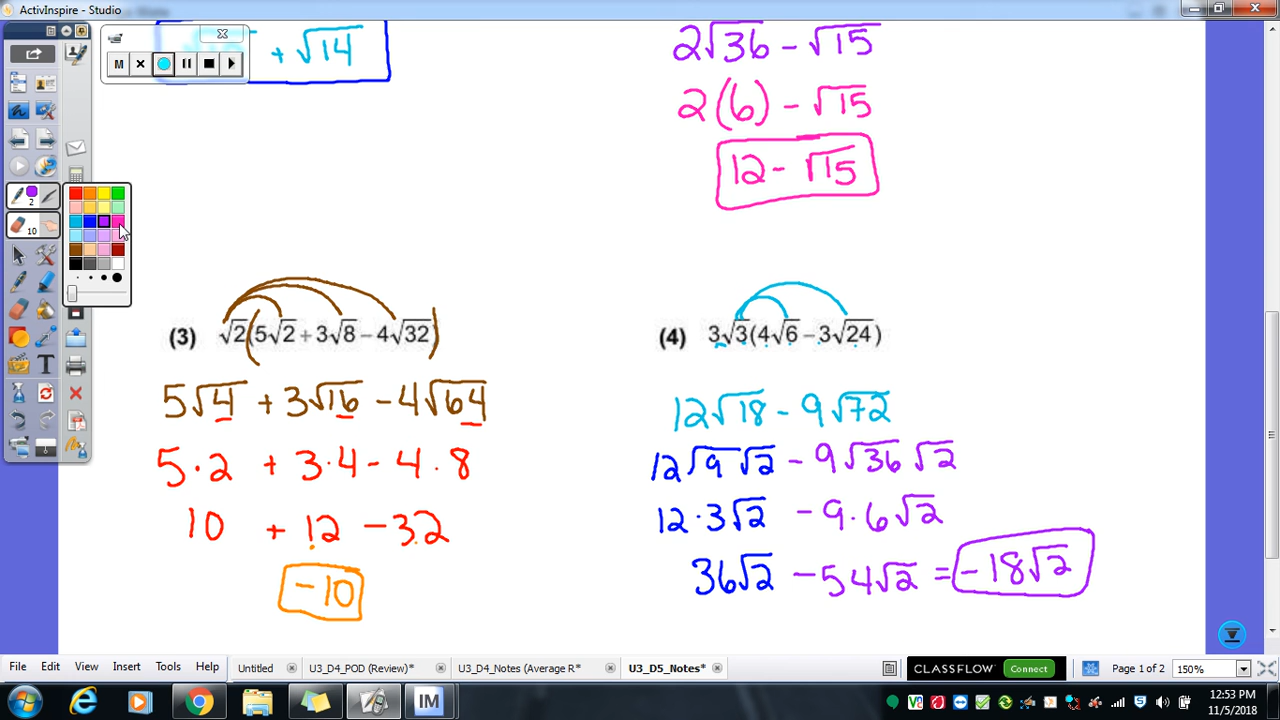 ActivInspire - Studio
+ √14
2√36 - √15
2(6) - √15
12 - √15
M
2
10
T
(3) √2(5√2 + 3√8 - 4√32)
5√4 + 3√16 - 4√64
5·2 + 3·4 - 4·8
10 + 12 - 32
-10
(4) 3√3(4√6 - 3√24)
12√18 - 9√72
12√9√2 - 9√36√2
12·3√2 - 9·6√2
36√2 - 54√2 = -18√2
File Edit View Insert Tools Help Untitled U3_D4_POD (Review)* U3_D4_Notes (Average R* U3_D5_Notes* CLASSFLOW Connect Page 1 of 2 150%
IM 12:53 PM
11/5/2018